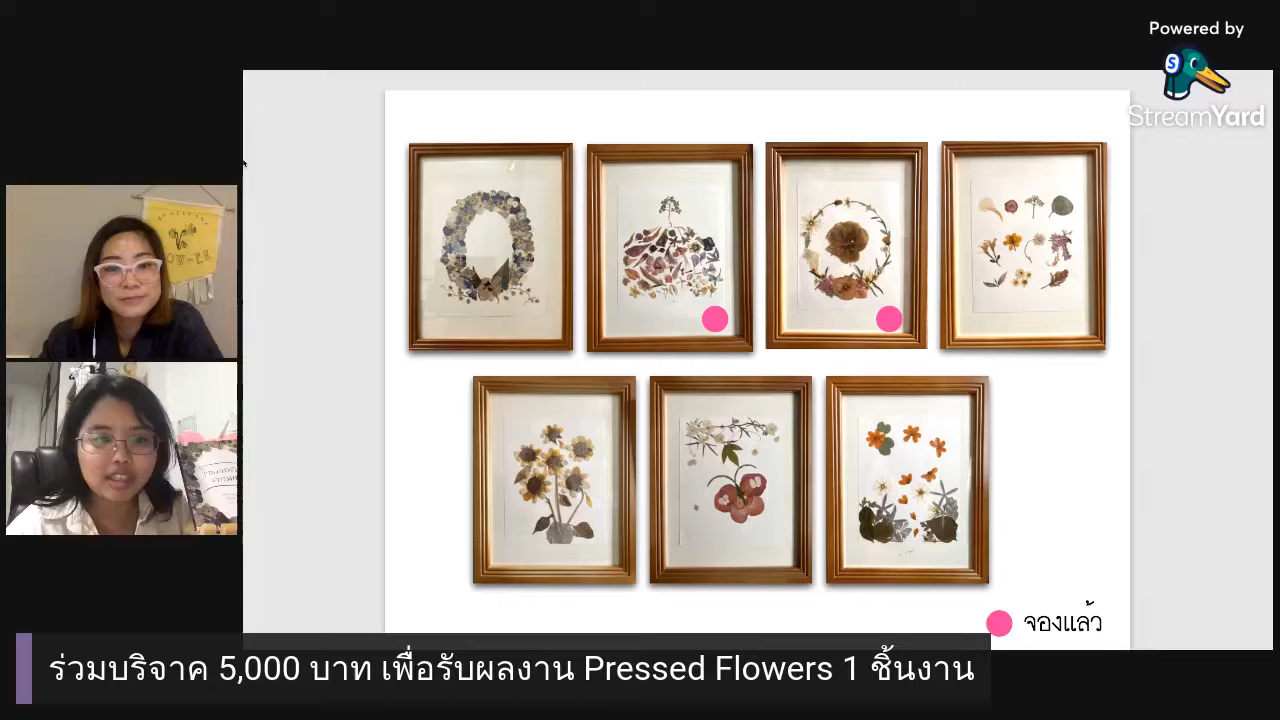 Powered by
StreamYard
จองแล้ว
ร่วมบริจาค 5,000 บาท เพื่อรับผลงาน Pressed Flowers 1 ชิ้นงาน